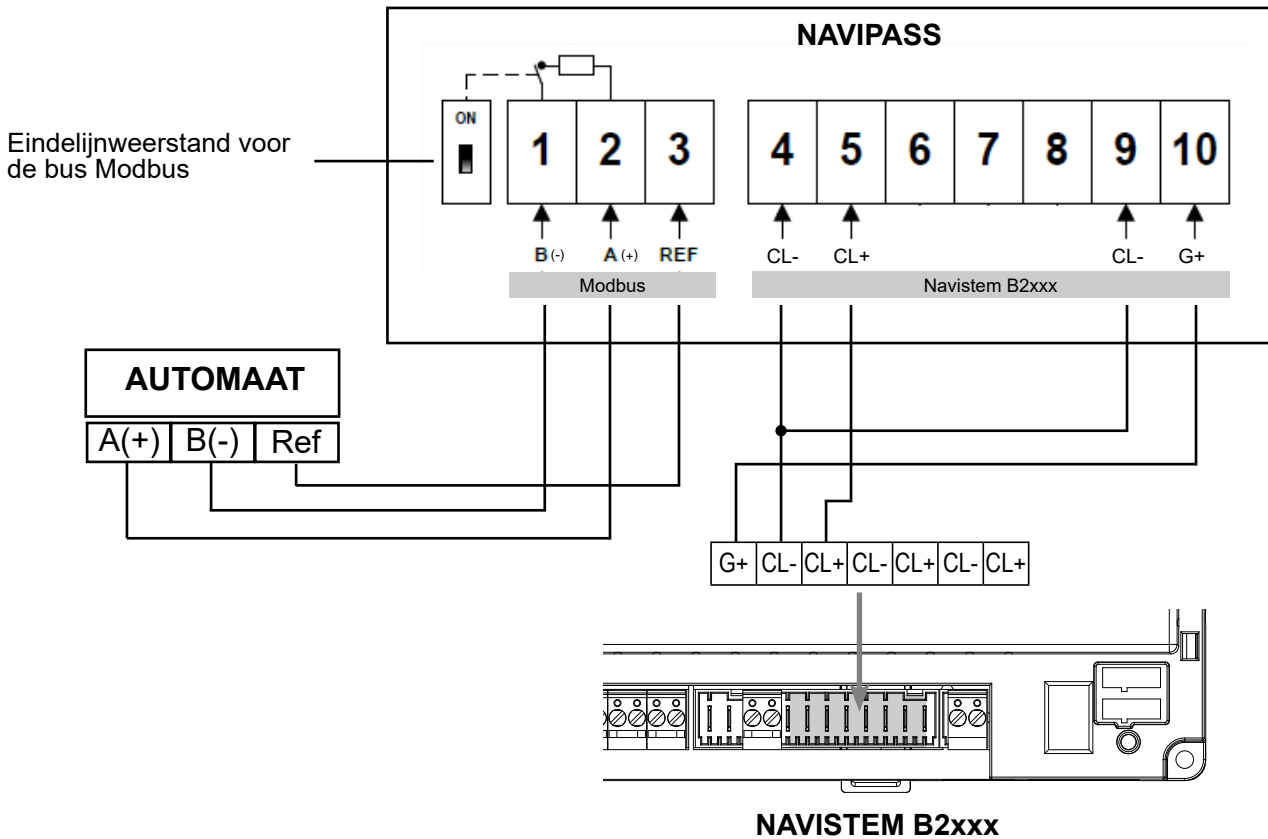 NAVIPASS
Eindelijnweerstand voor
de bus Modbus
ON
1 2 3 4 5 6 7 8 9 10
B (-) A (+) REF CL- CL+ CL- G+
Modbus Navistem B2xxx
AUTOMAAT
A(+) B(-) Ref
G+ CL- CL+ CL- CL+ CL- CL+
NAVISTEM B2xxx